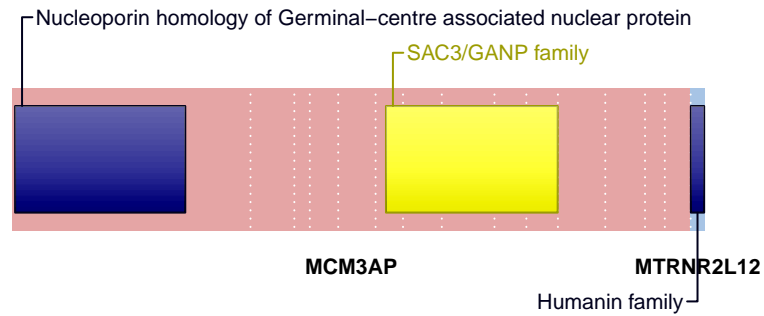 Nucleoporin homology of Germinal−centre associated nuclear protein
SAC3/GANP family
MCM3AP
MTRNR2L12
Humanin family